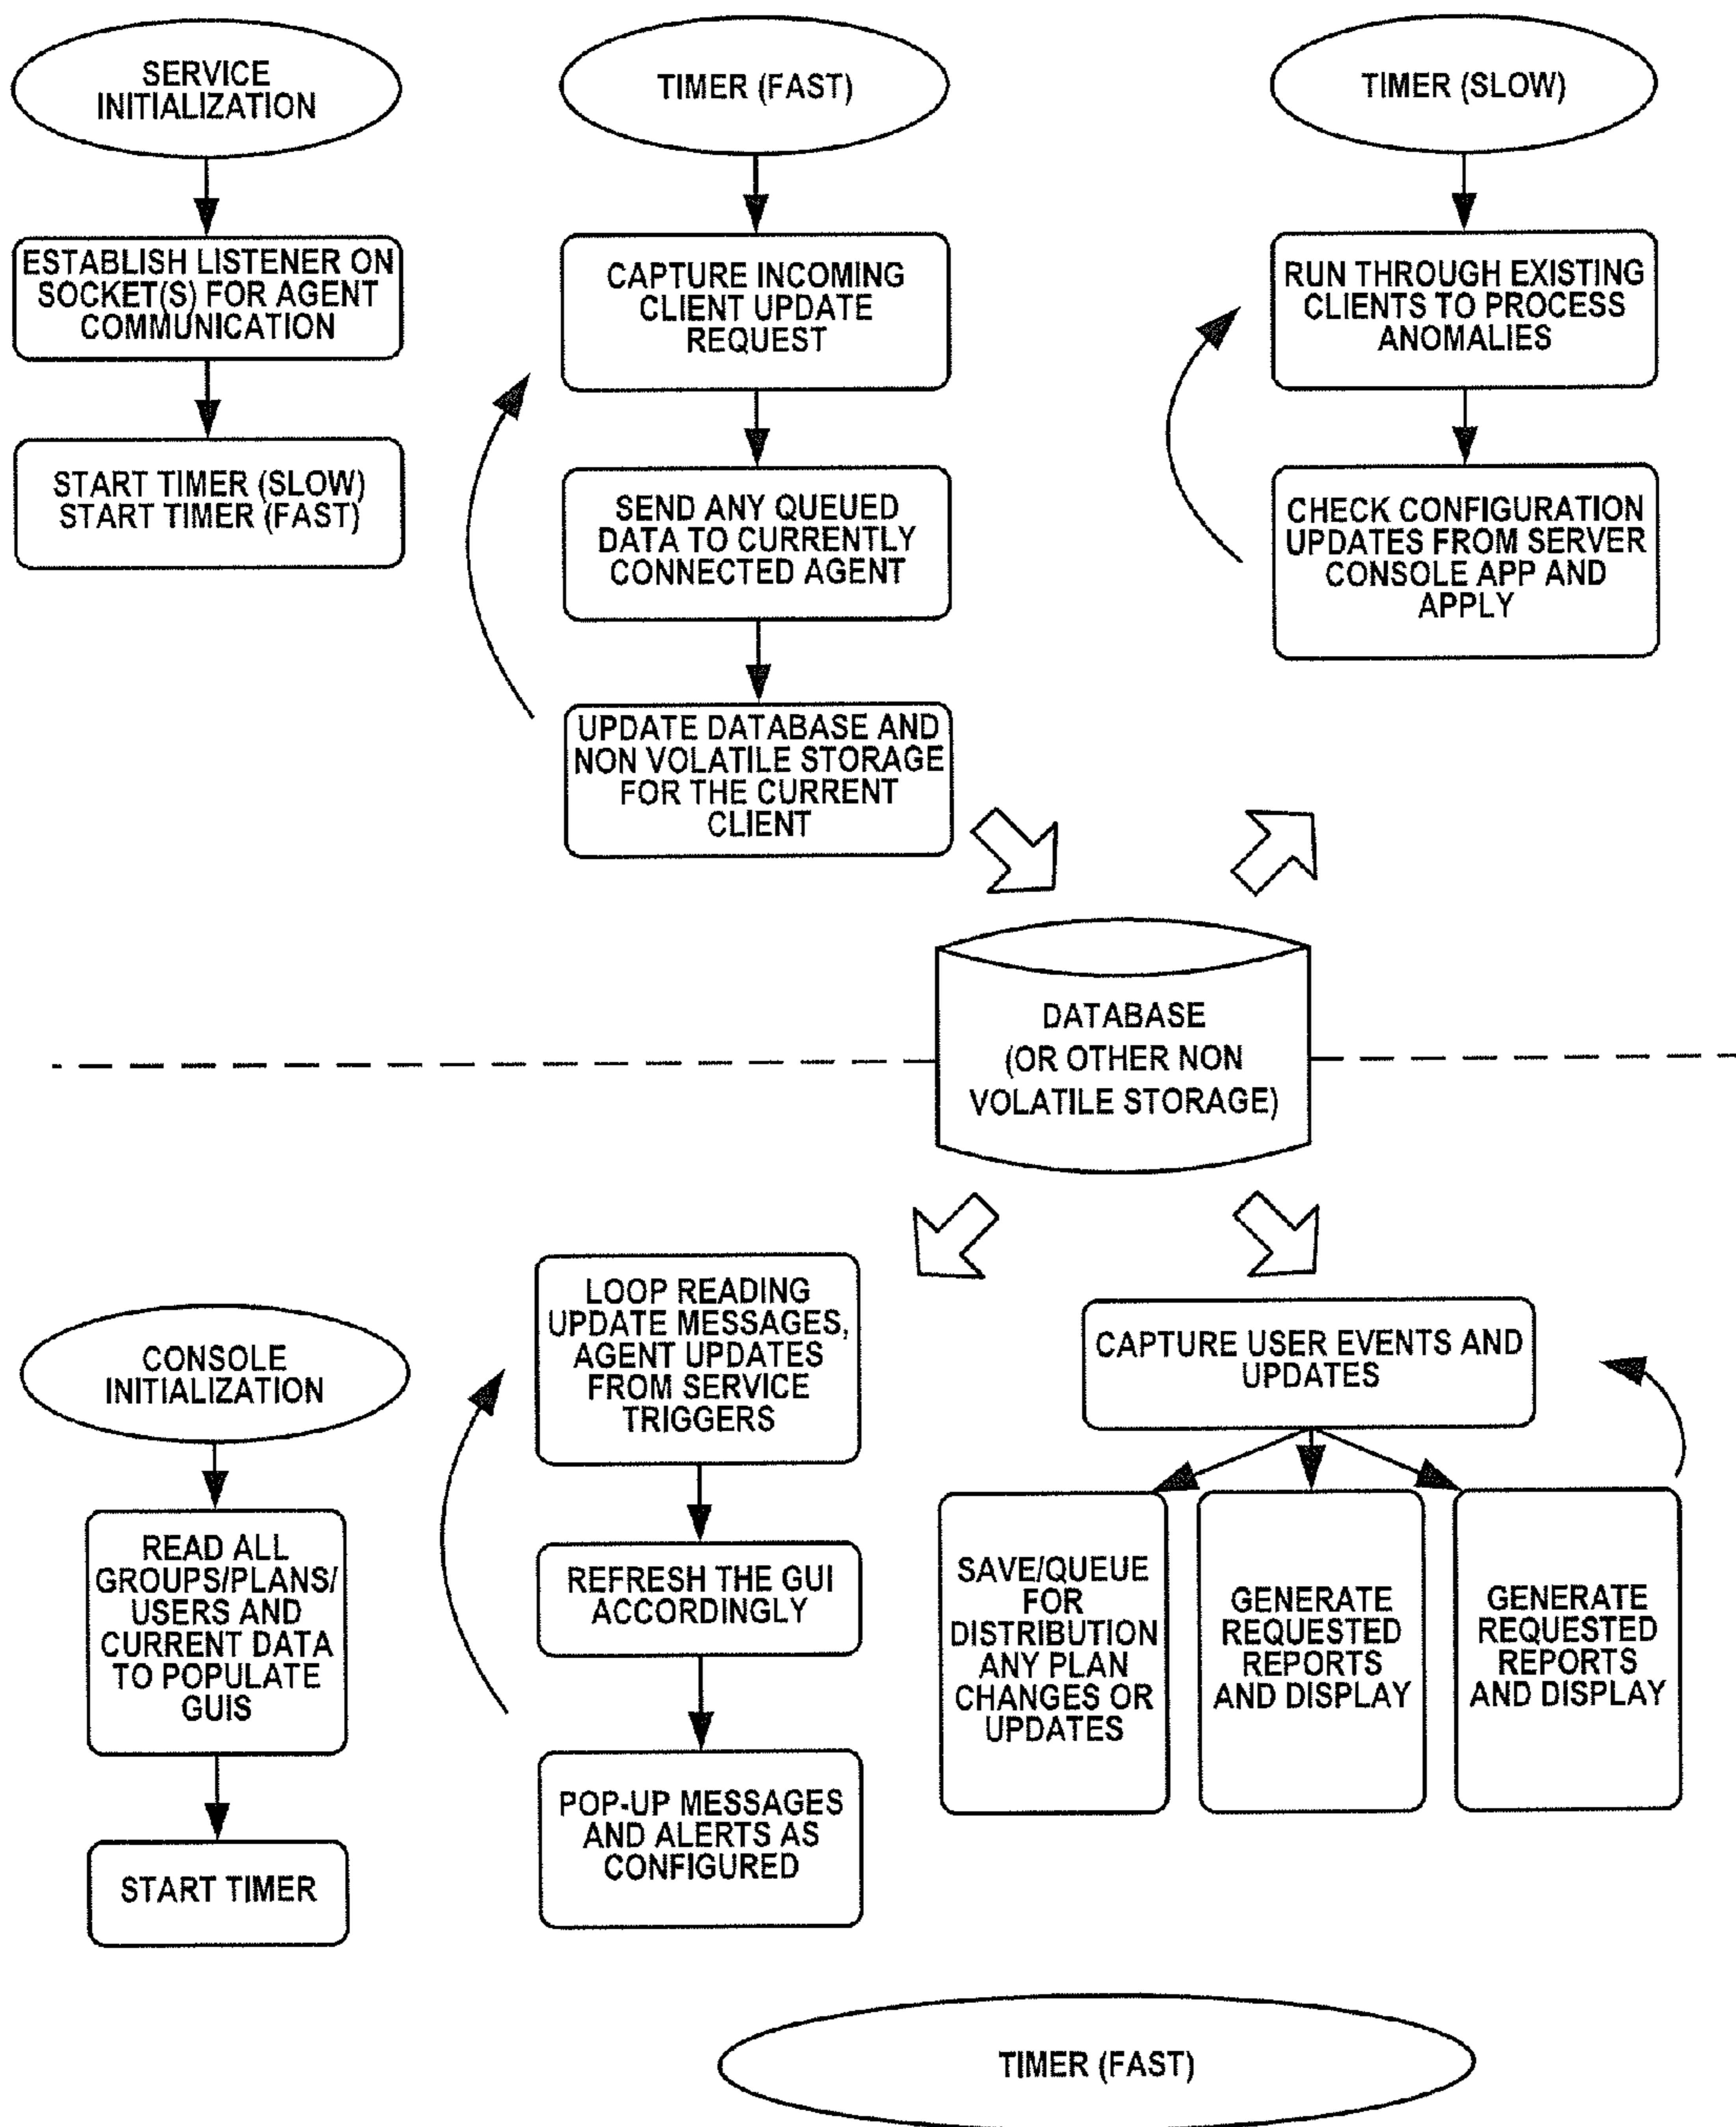 SERVICE
INITIALIZATION
ESTABLISH LISTENER ON
SOCKET(S) FOR AGENT
COMMUNICATION
START TIMER (SLOW)
START TIMER (FAST)
TIMER (FAST)
CAPTURE INCOMING
CLIENT UPDATE
REQUEST
SEND ANY QUEUED
DATA TO CURRENTLY
CONNECTED AGENT
UPDATE DATABASE AND
NON VOLATILE STORAGE
FOR THE CURRENT
CLIENT
TIMER (SLOW)
RUN THROUGH EXISTING
CLIENTS TO PROCESS
ANOMALIES
CHECK CONFIGURATION
UPDATES FROM SERVER
CONSOLE APP AND
APPLY
DATABASE
(OR OTHER NON
VOLATILE STORAGE)
CONSOLE
INITIALIZATION
READ ALL
GROUPS/PLANS/
USERS AND
CURRENT DATA
TO POPULATE
GUIS
START TIMER
LOOP READING
UPDATE MESSAGES,
AGENT UPDATES
FROM SERVICE
TRIGGERS
REFRESH THE GUI
ACCORDINGLY
POP-UP MESSAGES
AND ALERTS AS
CONFIGURED
CAPTURE USER EVENTS AND
UPDATES
SAVE/QUEUE
FOR
DISTRIBUTION
ANY PLAN
CHANGES OR
UPDATES
GENERATE
REQUESTED
REPORTS
AND DISPLAY
GENERATE
REQUESTED
REPORTS
AND DISPLAY
TIMER (FAST)